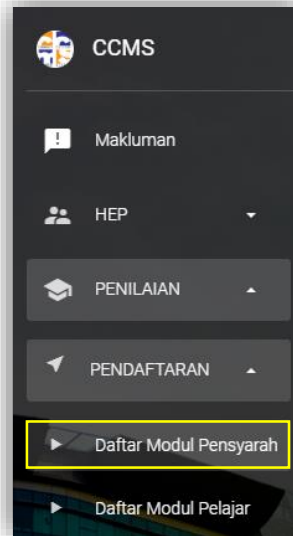 CCMS
Makluman
HEP
PENILAIAN
PENDAFTARAN
Daftar Modul Pensyarah
Daftar Modul Pelajar